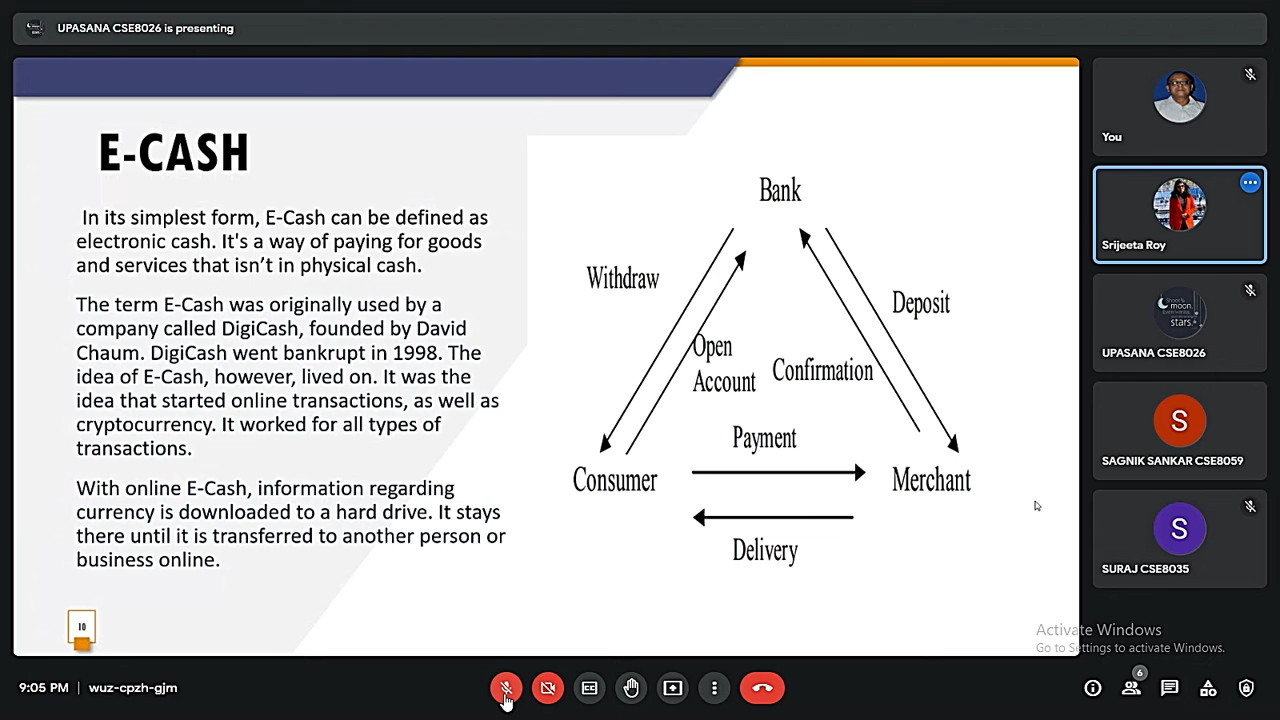 UPASANA CSE8026 is presenting
E-CASH
In its simplest form, E-Cash can be defined as
electronic cash. It's a way of paying for goods
and services that isn't in physical cash.
The term E-Cash was originally used by a
company called DigiCash, founded by David
Chaum. DigiCash went bankrupt in 1998. The
idea of E-Cash, however, lived on. It was the
idea that started online transactions, as well as
cryptocurrency. It worked for all types of
transactions.
With online E-Cash, information regarding
currency is downloaded to a hard drive. It stays
there until it is transferred to another person or
business online.
10
Bank
Withdraw
Deposit
Open
Account
Confirmation
Payment
Consumer
Merchant
Delivery
You
Srijeeta Roy
moon.
stars.
UPASANA CSE8026
S
SAGNIK SANKAR CSE8059
S
SURAJ CSE8035
Activate Windows
Go to Settings to activate Windows.
9:05 PM | wuz-cpzh-gjm
CC
6